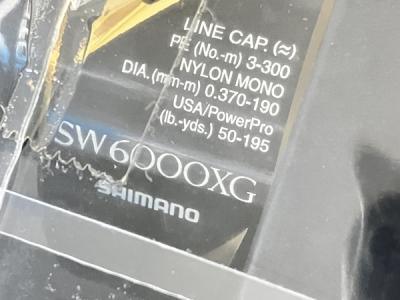 LINE CAP. (≈)
PE (No.-m) 3-300
NYLON MONO
DIA.(mm-m) 0.370-190
USA/PowerPro
(lb.-yds.) 50-195
SW6000XG
SHIMANO